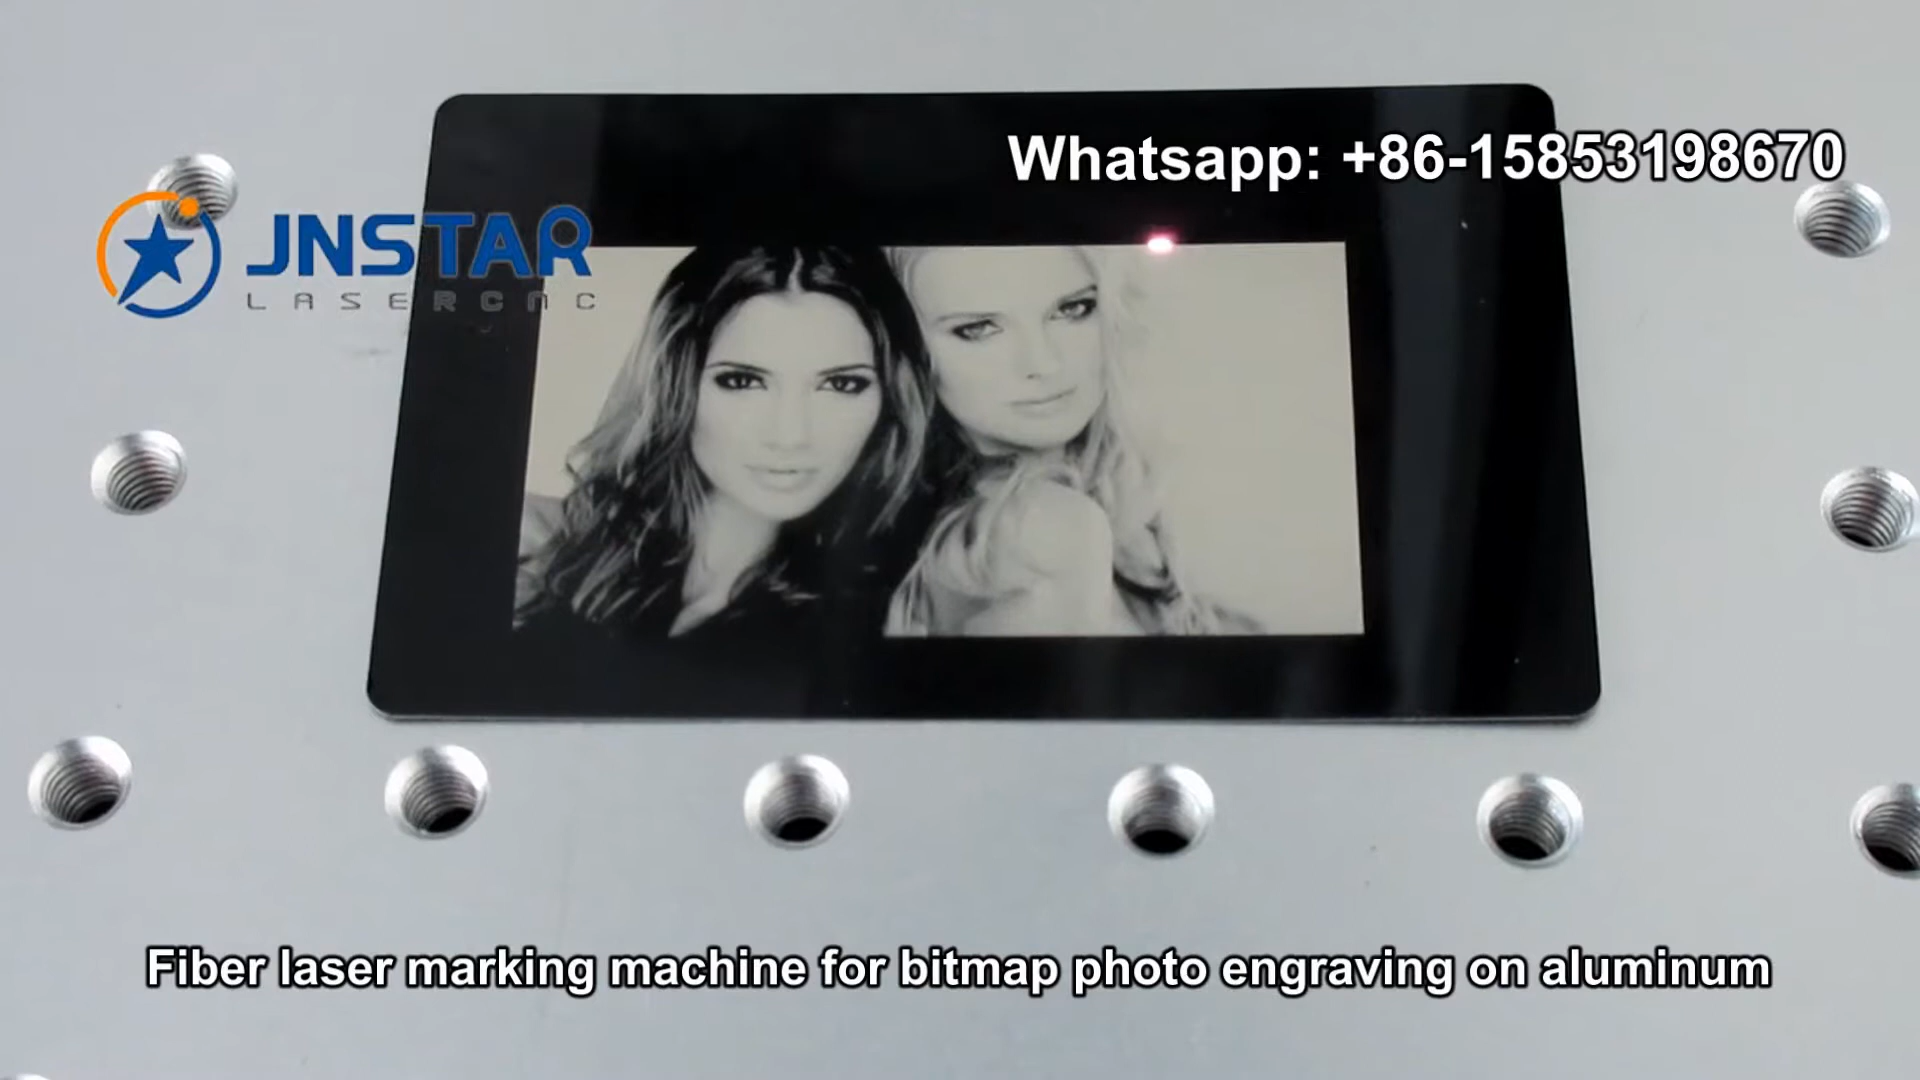 Whatsapp: +86-15853198670
JNSTAR
LASERCNC
Fiber laser marking machine for bitmap photo engraving on aluminum